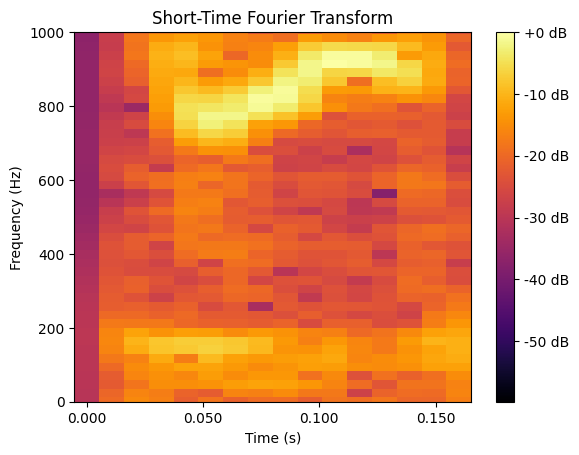 Short-Time Fourier Transform
1000
800
600
400
200
0
Frequency (Hz)
0.000
0.050
0.100
0.150
Time (s)
+0 dB
-10 dB
-20 dB
-30 dB
-40 dB
-50 dB